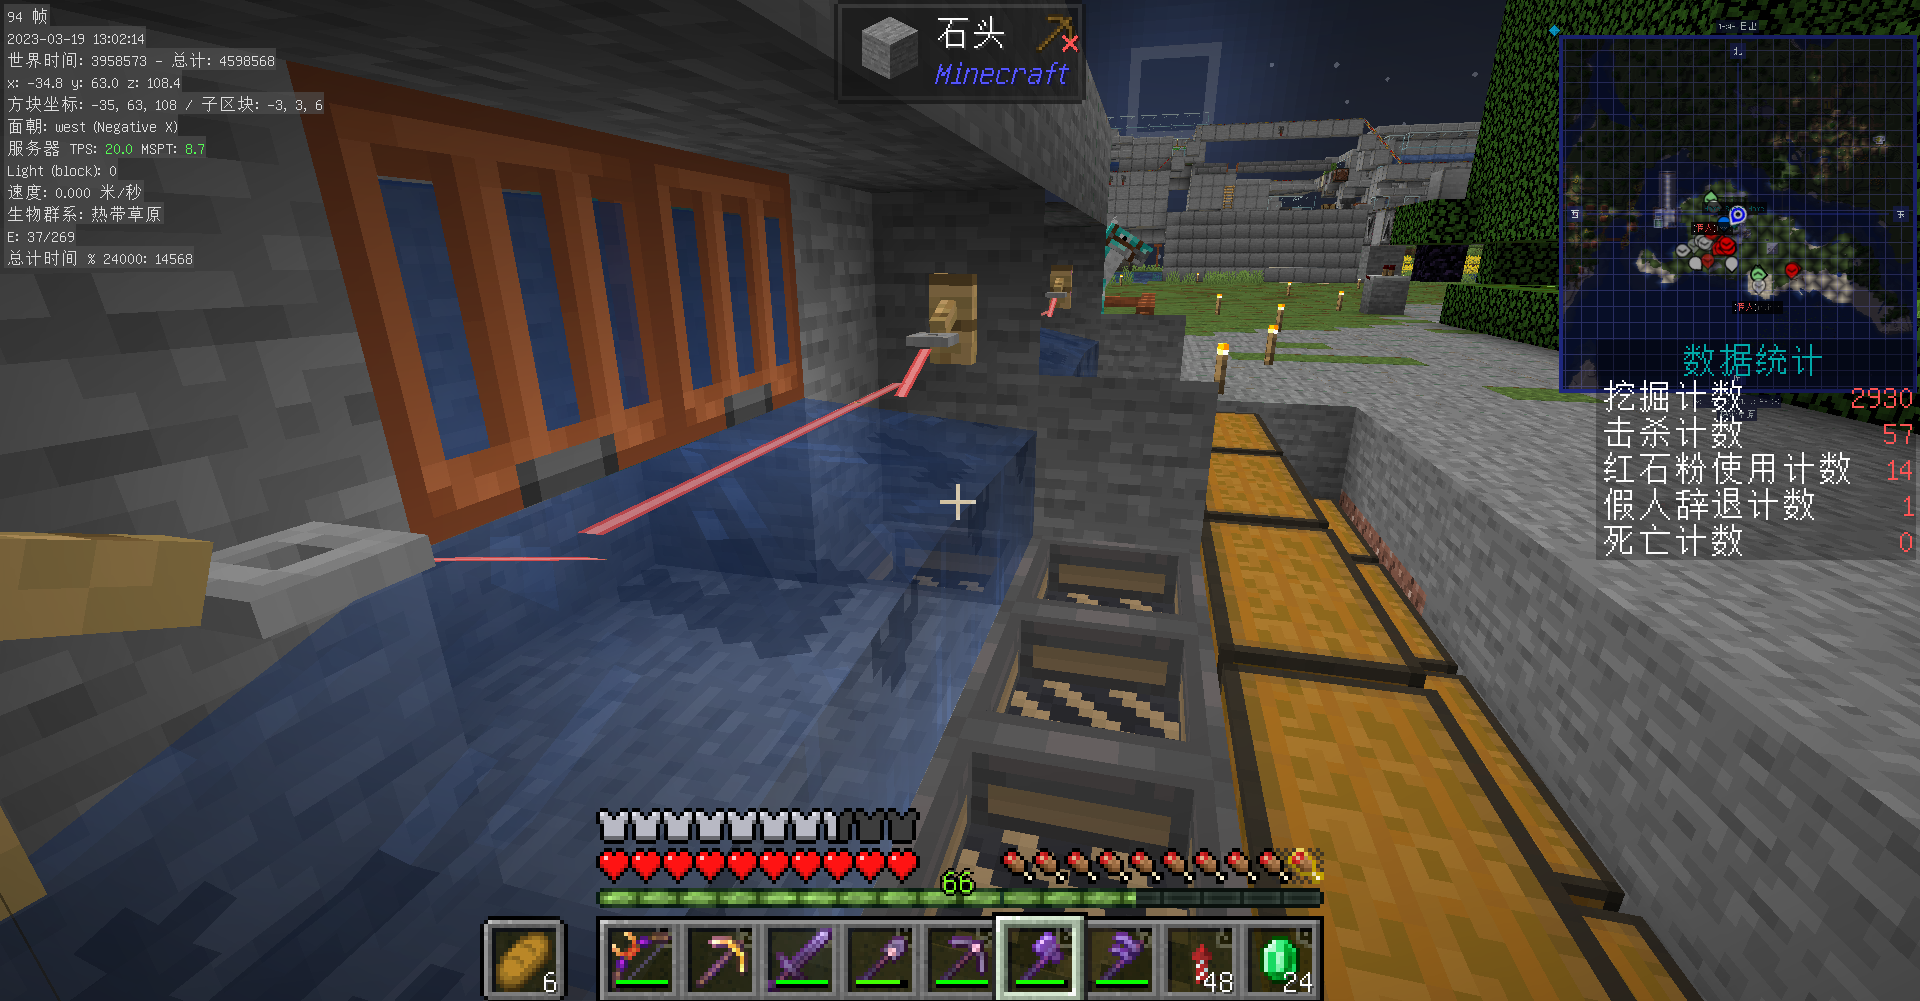 94 帧
2023-03-19 13:02:14
世界时间: 3958573 - 总计: 4598568
x: -34.8 y: 63.0 z: 108.4
方块坐标: -35, 63, 108 / 子区块: -3, 3, 6
面朝: west (Negative X)
服务器 TPS: 20.0 MSPT: 8.7
Light (block): 0
速度: 0.000 米/秒
生物群系: 热带草原
E: 37/269
总计时间 % 24000: 14568
石头
Minecraft
北
西
东
数据统计
挖掘计数 2930
击杀计数 57
红石粉使用计数 14
假人辞退计数 1
死亡计数 0
66
6
48
24